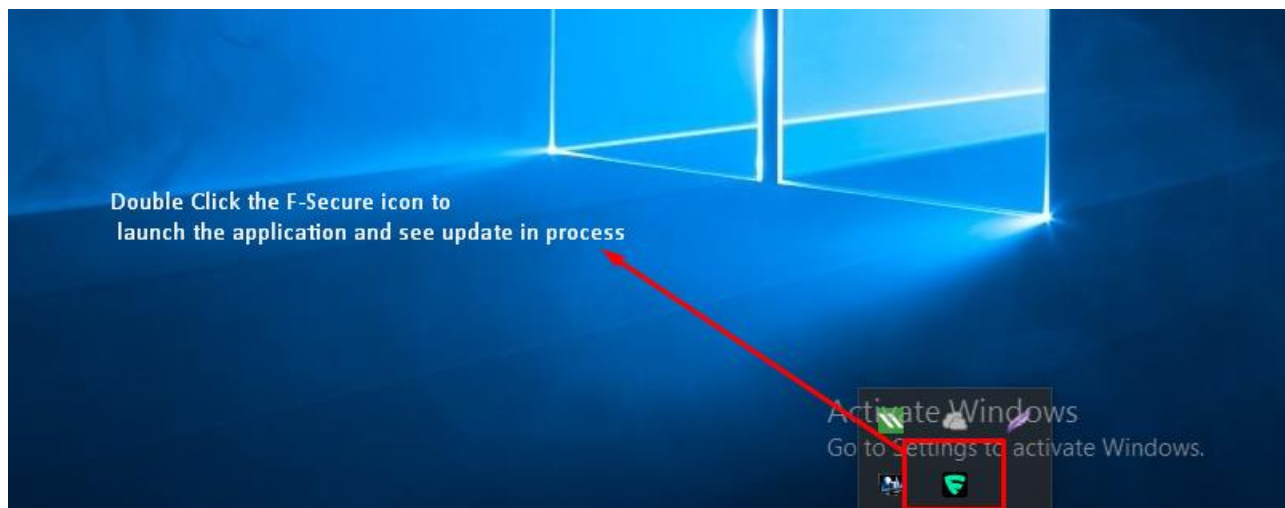 Double Click the F-Secure icon to
launch the application and see update in process
Activate Windows
Go to Settings to activate Windows.